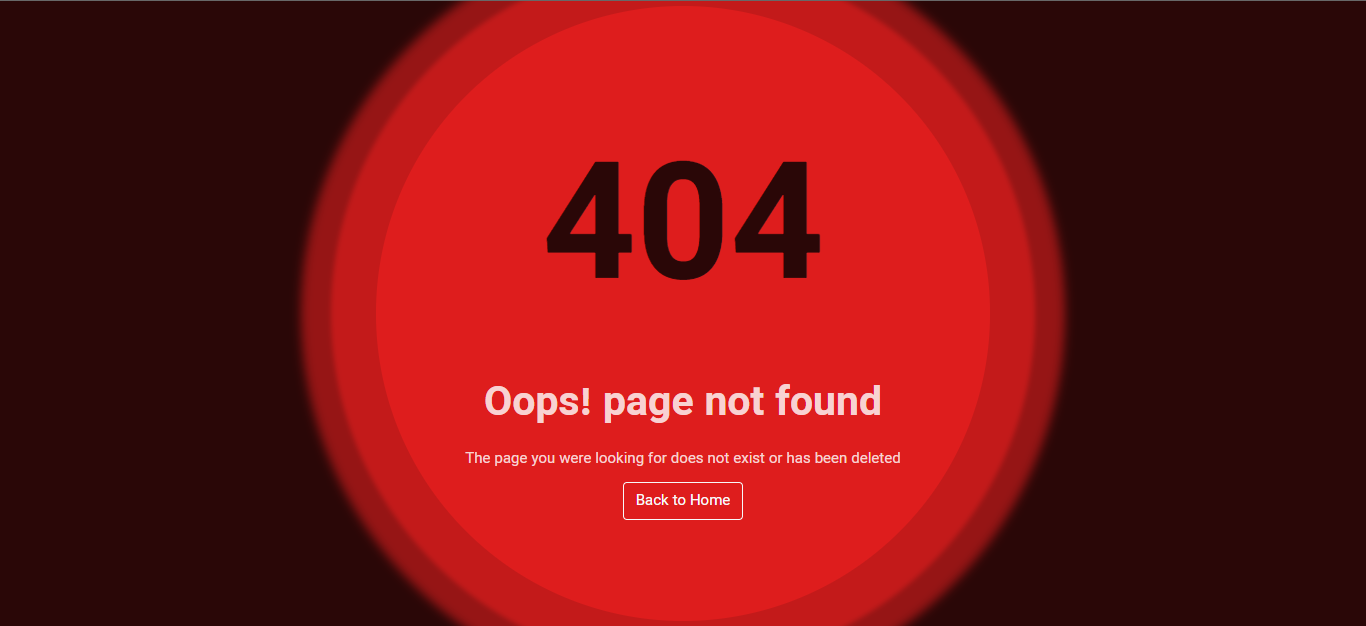 404
Oops! page not found
The page you were looking for does not exist or has been deleted
Back to Home